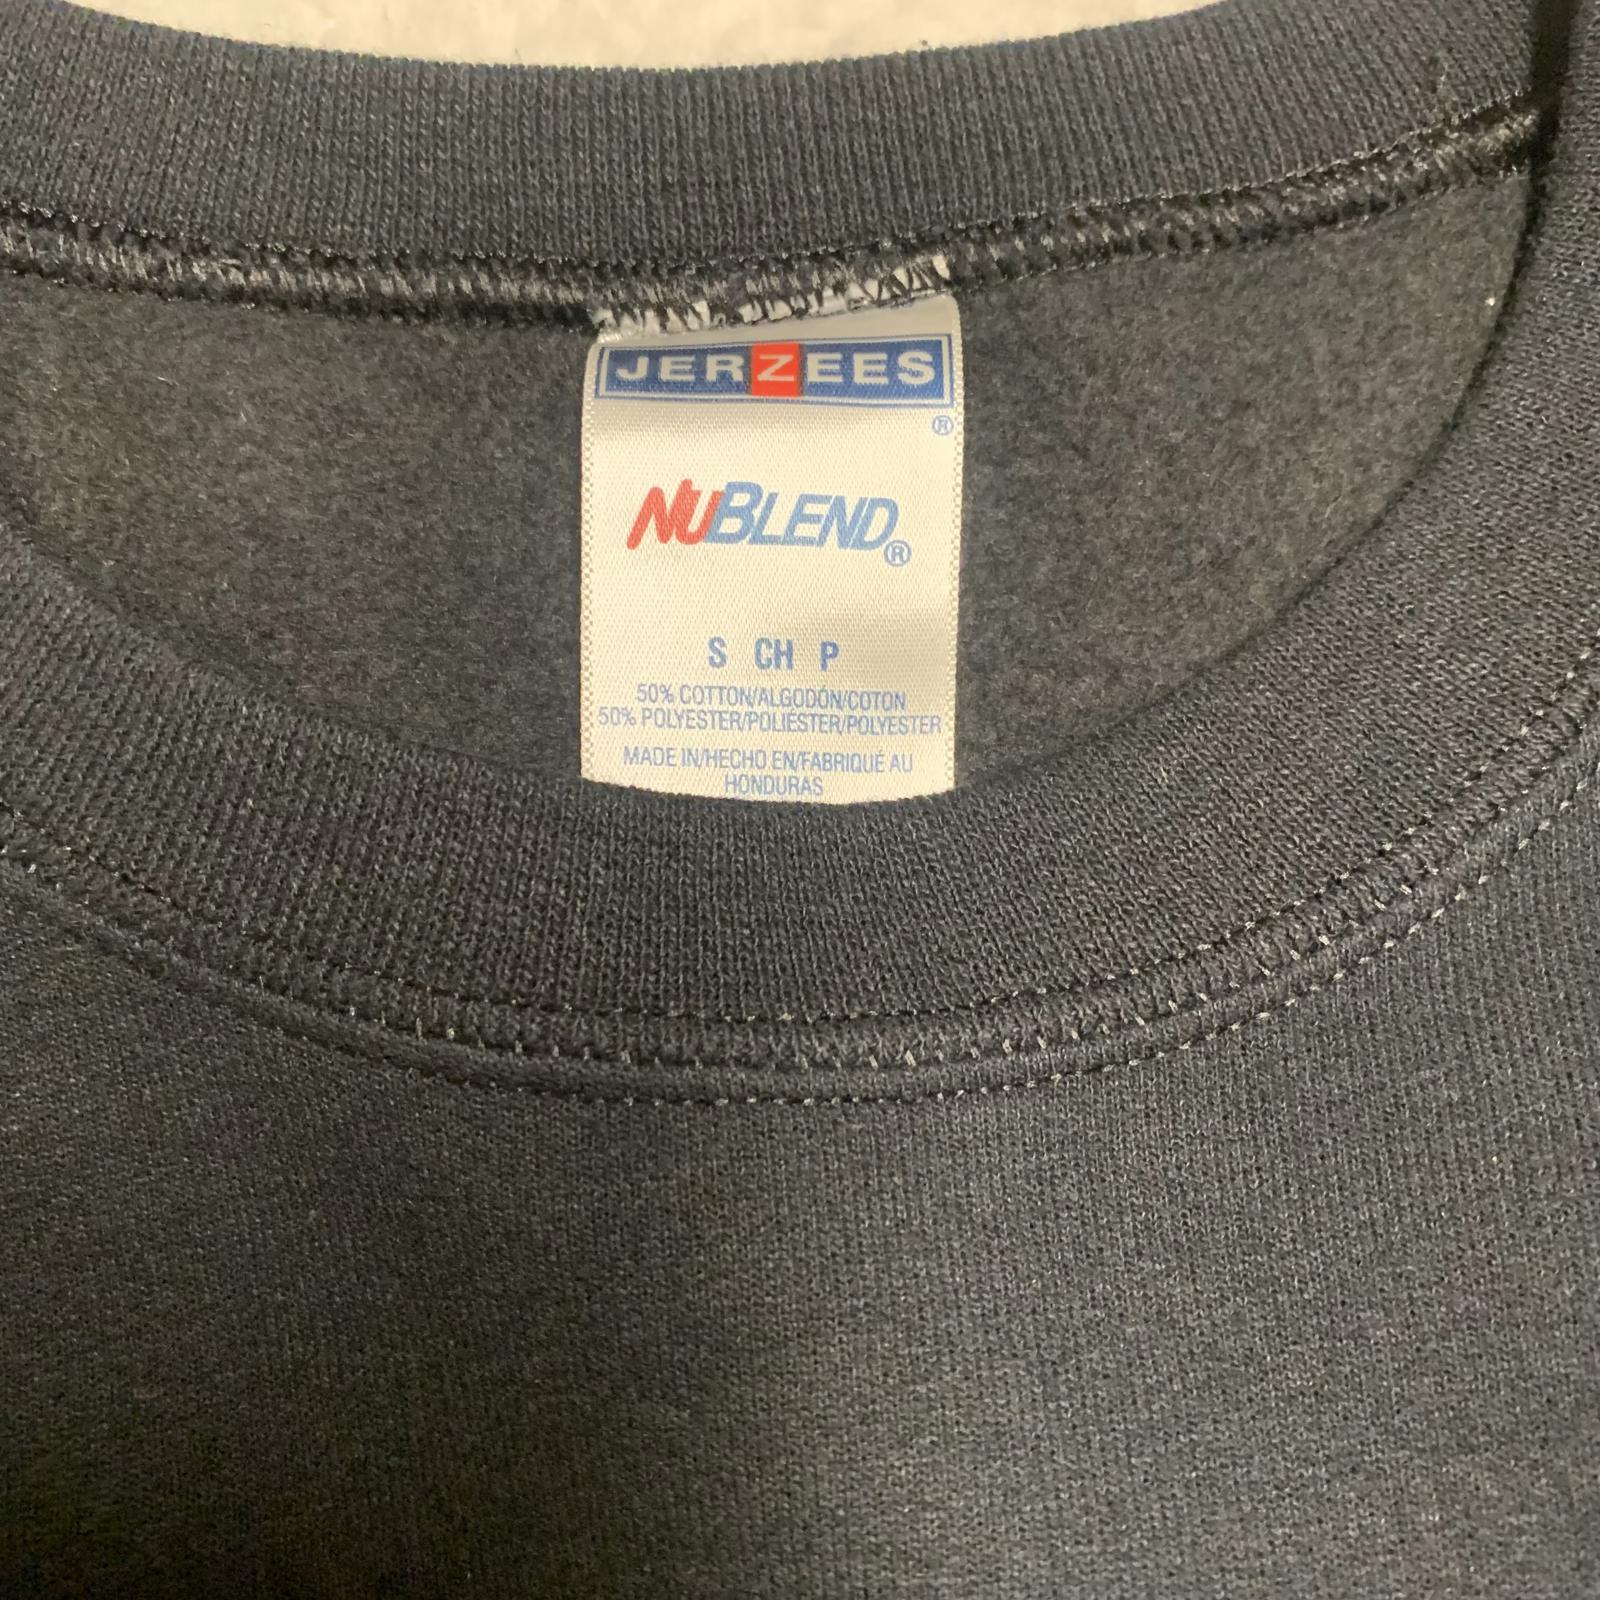 JERZEES
®
NUBLEND®
S CH P
50% COTTON/ALGODÓN/COTON
50% POLYESTER/POLIÉSTER/POLYESTER
MADE IN/HECHO EN/FABRIQUÉ AU
HONDURAS